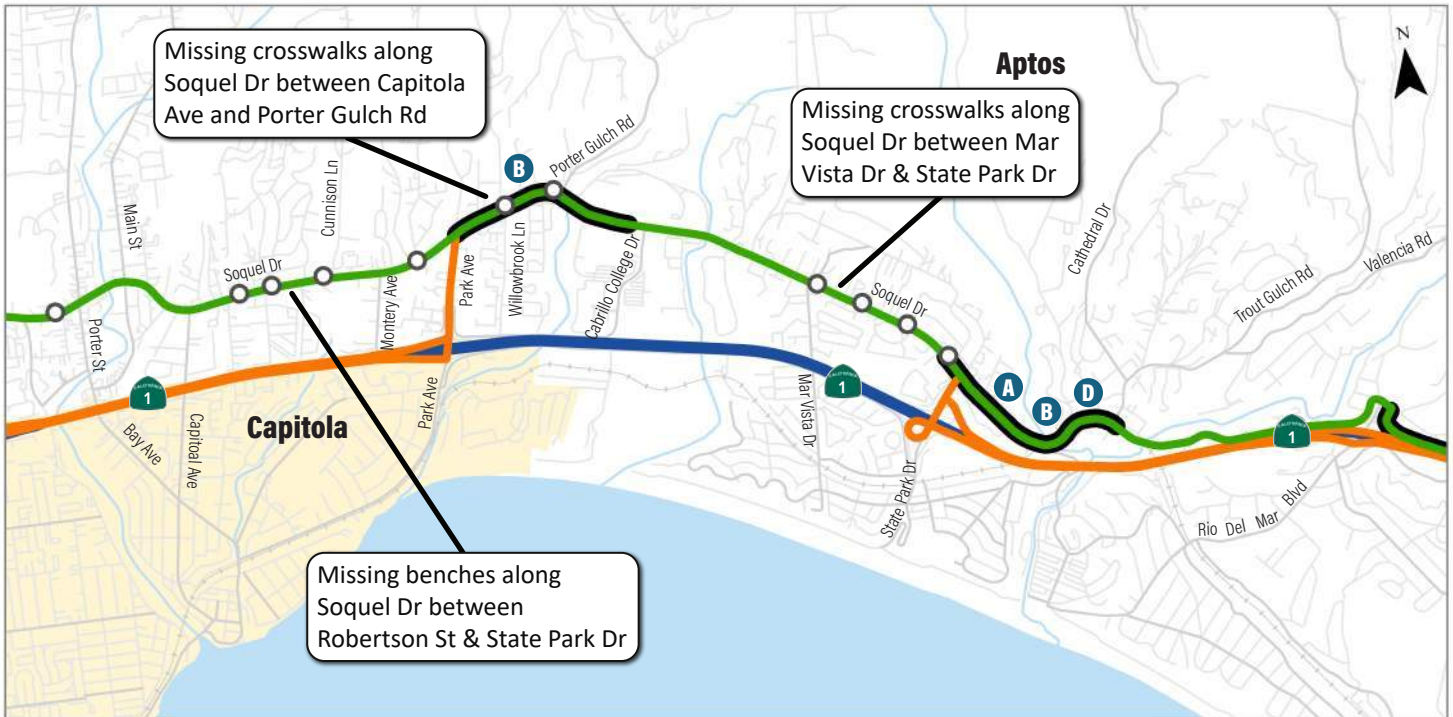 Missing crosswalks along
Soquel Dr between Capitola
Ave and Porter Gulch Rd
Aptos
N
Missing crosswalks along
Soquel Dr between Mar
Vista Dr & State Park Dr
B
Porter Gulch Rd
Main St
Cunnison Ln
Soquel Dr
Porter St
Montery Ave
Park Ave
Willowbrook Ln
Cabrillo College Dr
Soquel Dr
Cathedral Dr
Trout Gulch Rd
Valencia Rd
CALIFORNIA
1
Bay Ave
Capitoal Ave
Capitola
Park Ave
Mar Vista Dr
CALIFORNIA
1
A
B
D
CALIFORNIA
1
State Park Dr
Rio Del Mar Blvd
Missing benches along
Soquel Dr between
Robertson St & State Park Dr